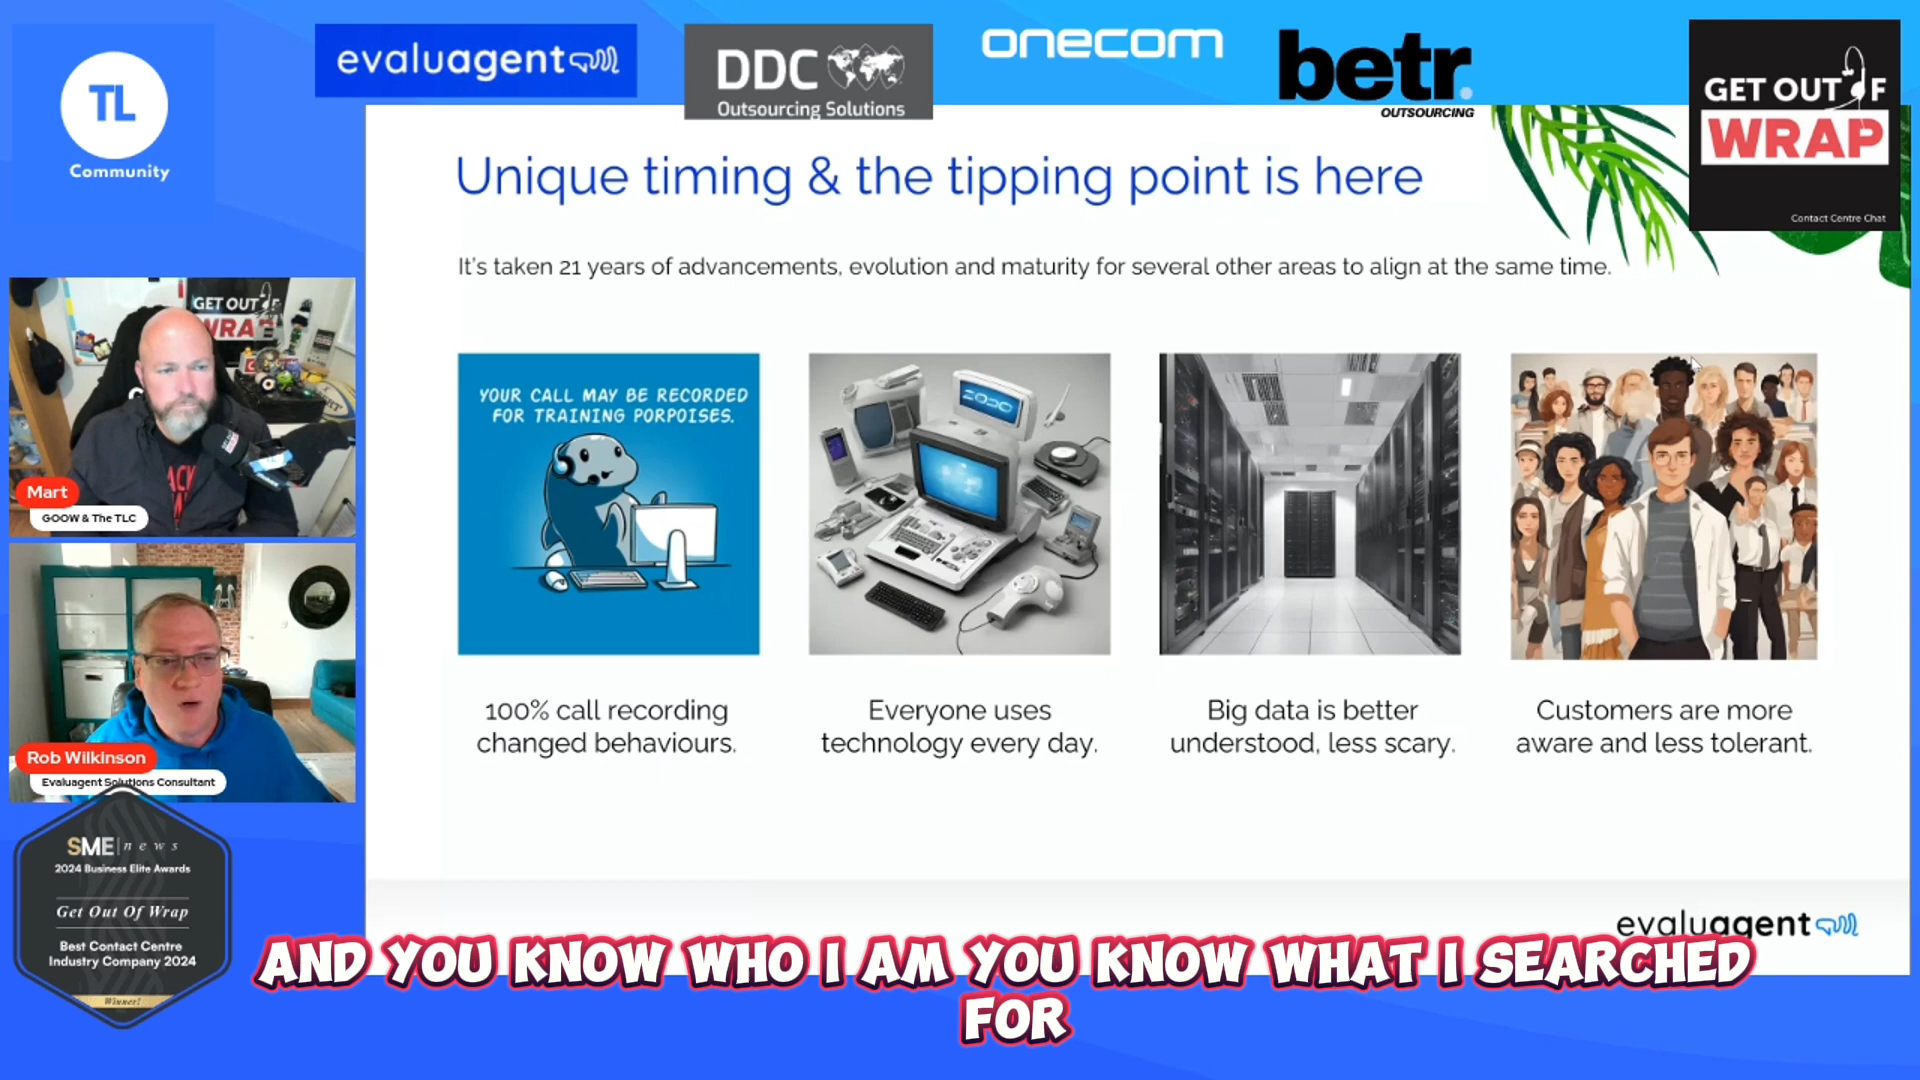 TL
Community
evaluagent
DDC
Outsourcing Solutions
onecom
betr.
OUTSOURCING
GET OUT OF
WRAP
Contact Centre Chat
Unique timing & the tipping point is here
It's taken 21 years of advancements, evolution and maturity for several other areas to align at the same time.
YOUR CALL MAY BE RECORDED
FOR TRAINING PORPOISES.
100% call recording
changed behaviours.
Everyone uses
technology every day.
Big data is better
understood, less scary.
Customers are more
aware and less tolerant.
GET OUT OF
WRAP
Mart
GOOW & The TLC
Rob Wilkinson
Evaluagent Solutions Consultant
SME news
2024 Business Elite Awards
Get Out Of Wrap
Best Contact Centre
Industry Company 2024
Winner!
evaluagent
AND YOU KNOW WHO I AM YOU KNOW WHAT I SEARCHED
FOR